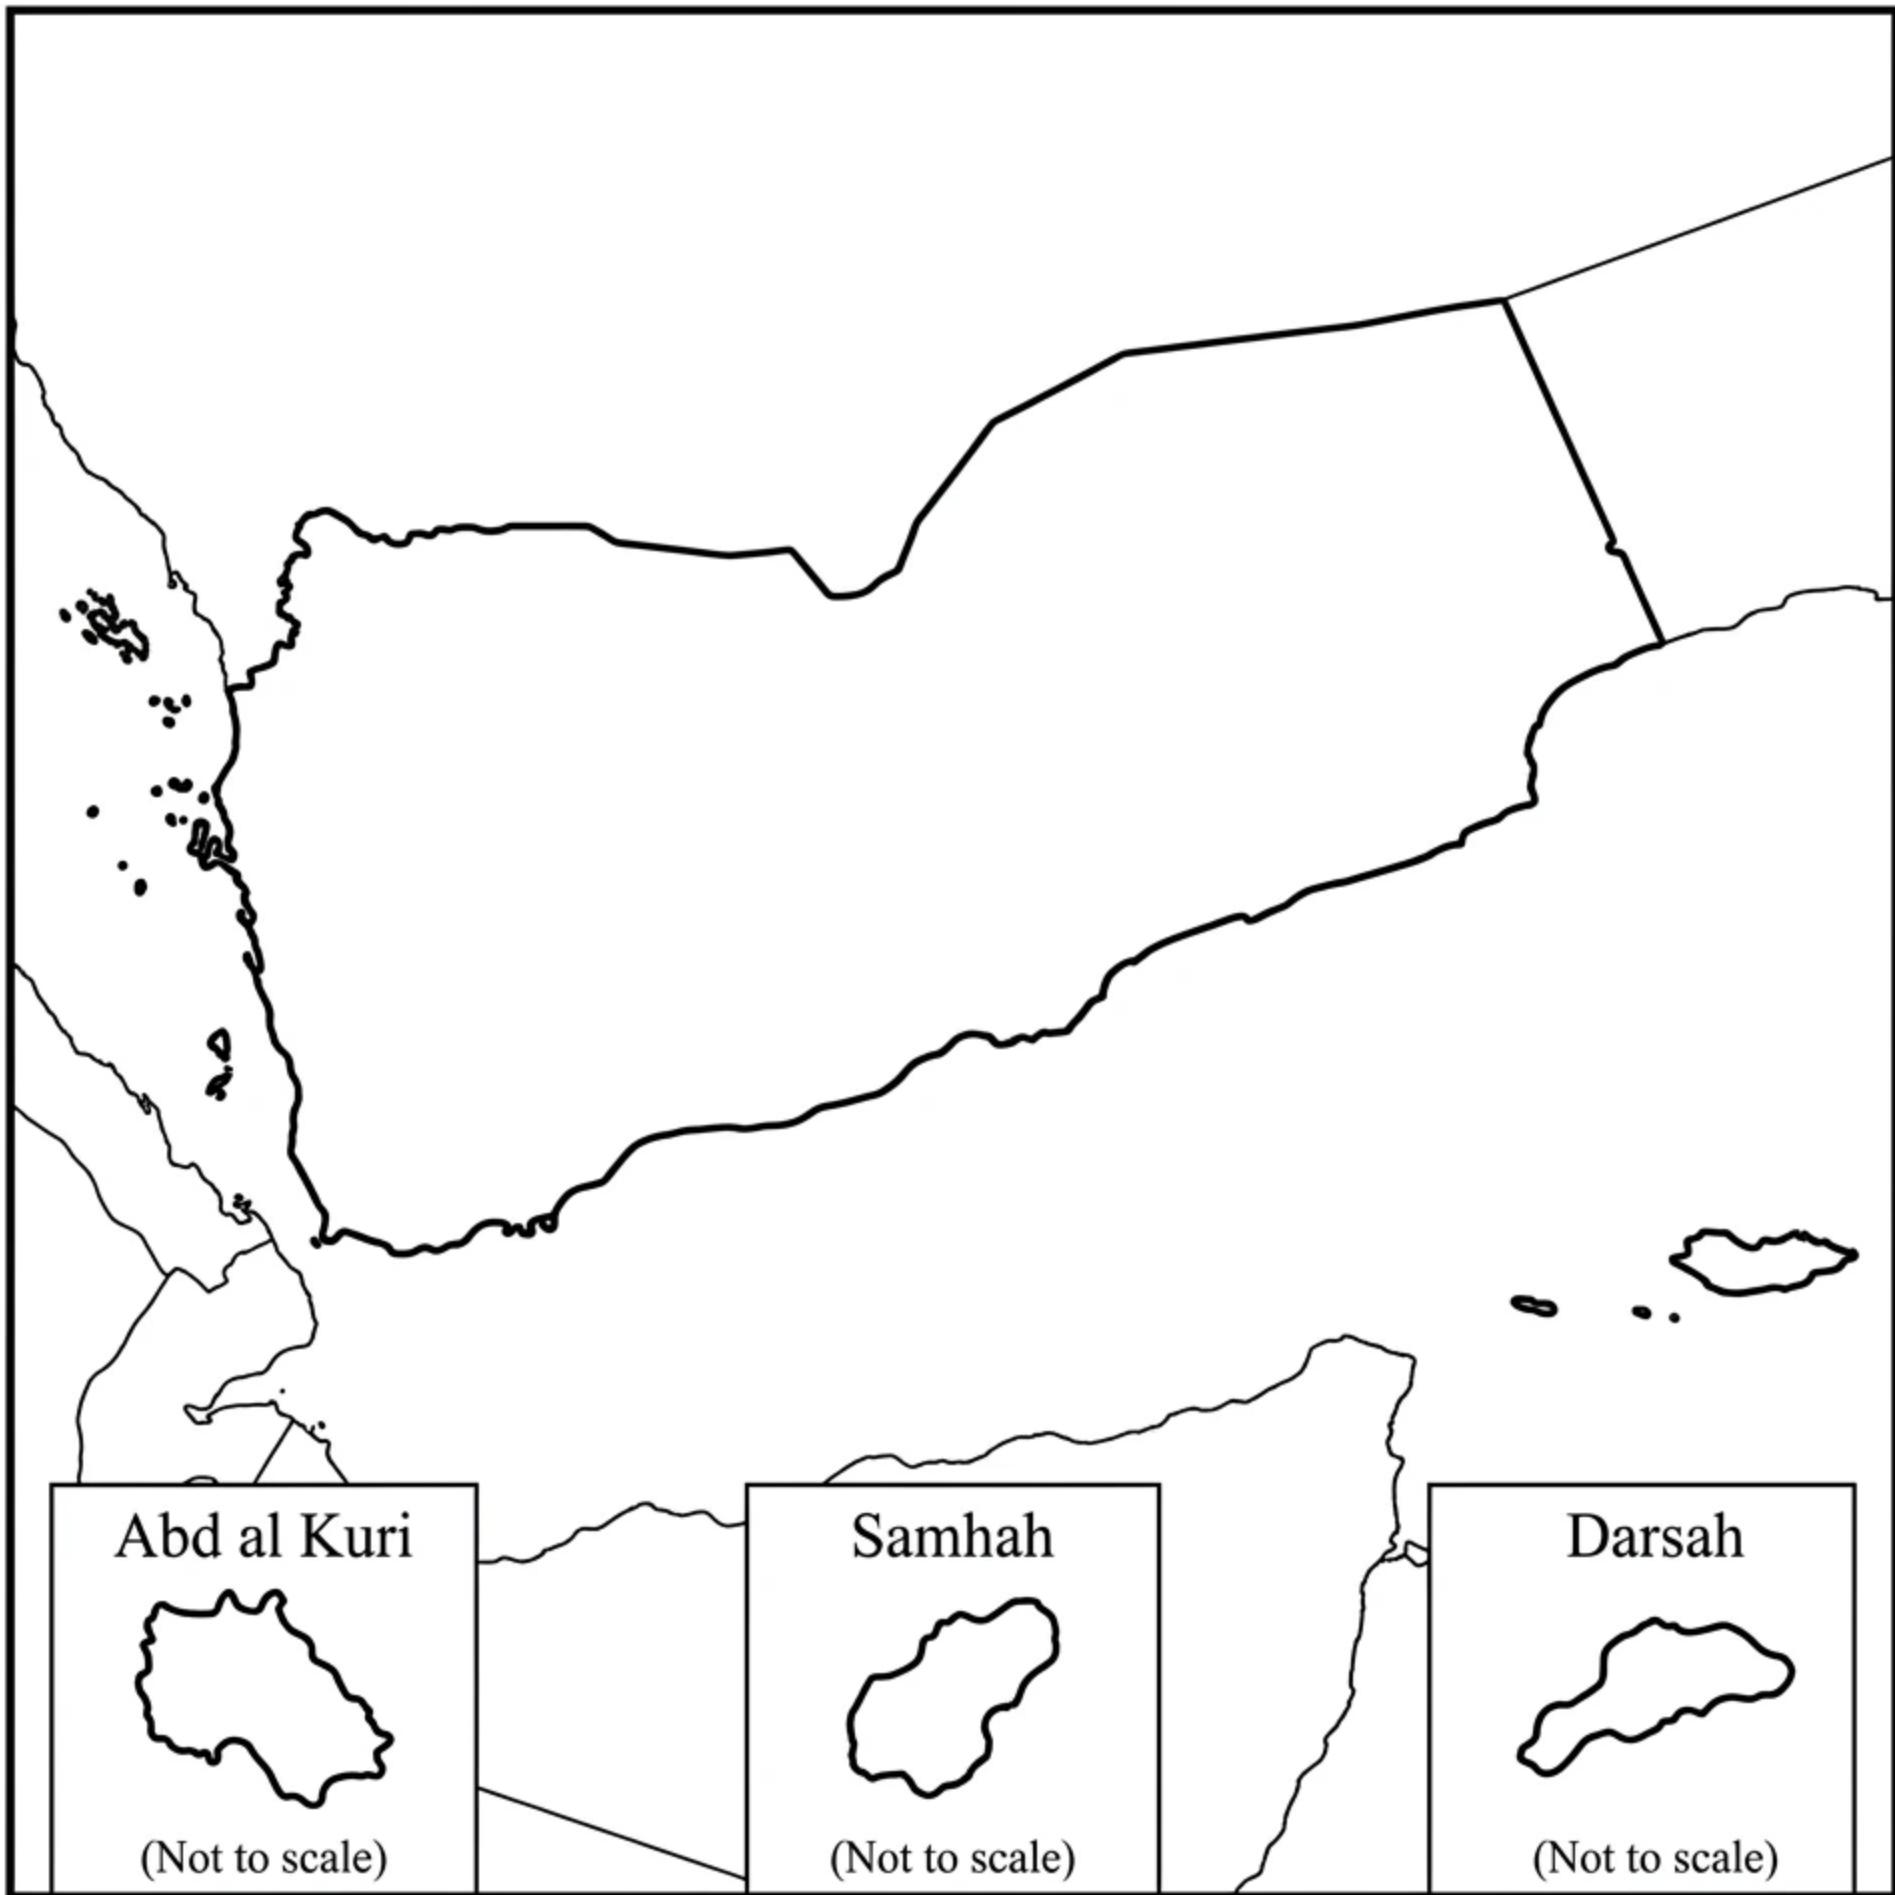 Abd al Kuri
(Not to scale)
Samhah
(Not to scale)
Darsah
(Not to scale)